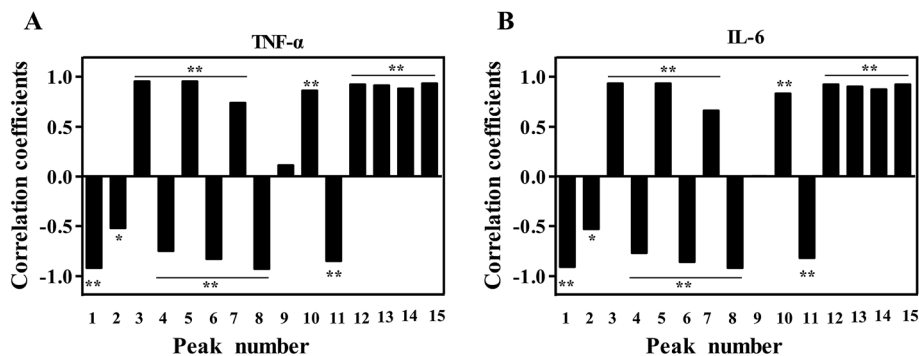 A
TNF-α
Correlation coefficients
1.0
0.5
0.0
-0.5
-1.0
**
**
**
**
*
**
**
1 2 3 4 5 6 7 8 9 10 11 12 13 14 15
Peak number
B
IL-6
Correlation coefficients
1.0
0.5
0.0
-0.5
-1.0
**
**
**
**
*
**
**
1 2 3 4 5 6 7 8 9 10 11 12 13 14 15
Peak number